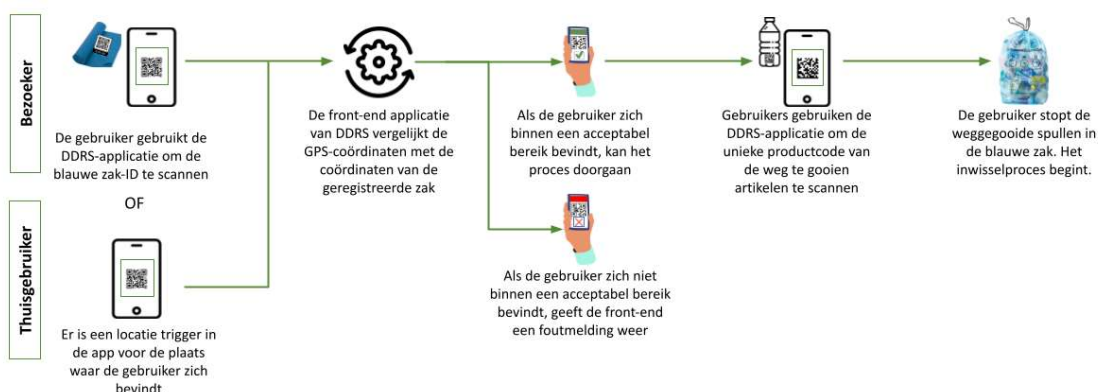 Bezoeker
De gebruiker gebruikt de
DDRS-applicatie om de
blauwe zak-ID te scannen
OF
Thuisgebruiker
Er is een locatie trigger in
de app voor de plaats
waar de gebruiker zich
bevindt
De front-end applicatie
van DDRS vergelijkt de
GPS-coördinaten met de
coördinaten van de
geregistreerde zak
Als de gebruiker zich
binnen een acceptabel
bereik bevindt, kan het
proces doorgaan
Als de gebruiker zich niet
binnen een acceptabel bereik
bevindt, geeft de front-end
een foutmelding weer
Gebruikers gebruiken de
DDRS-applicatie om de
unieke productcode van
de weg te gooien
artikelen te scannen
De gebruiker stopt de
weggegooide spullen in
de blauwe zak. Het
inwisselproces begint.